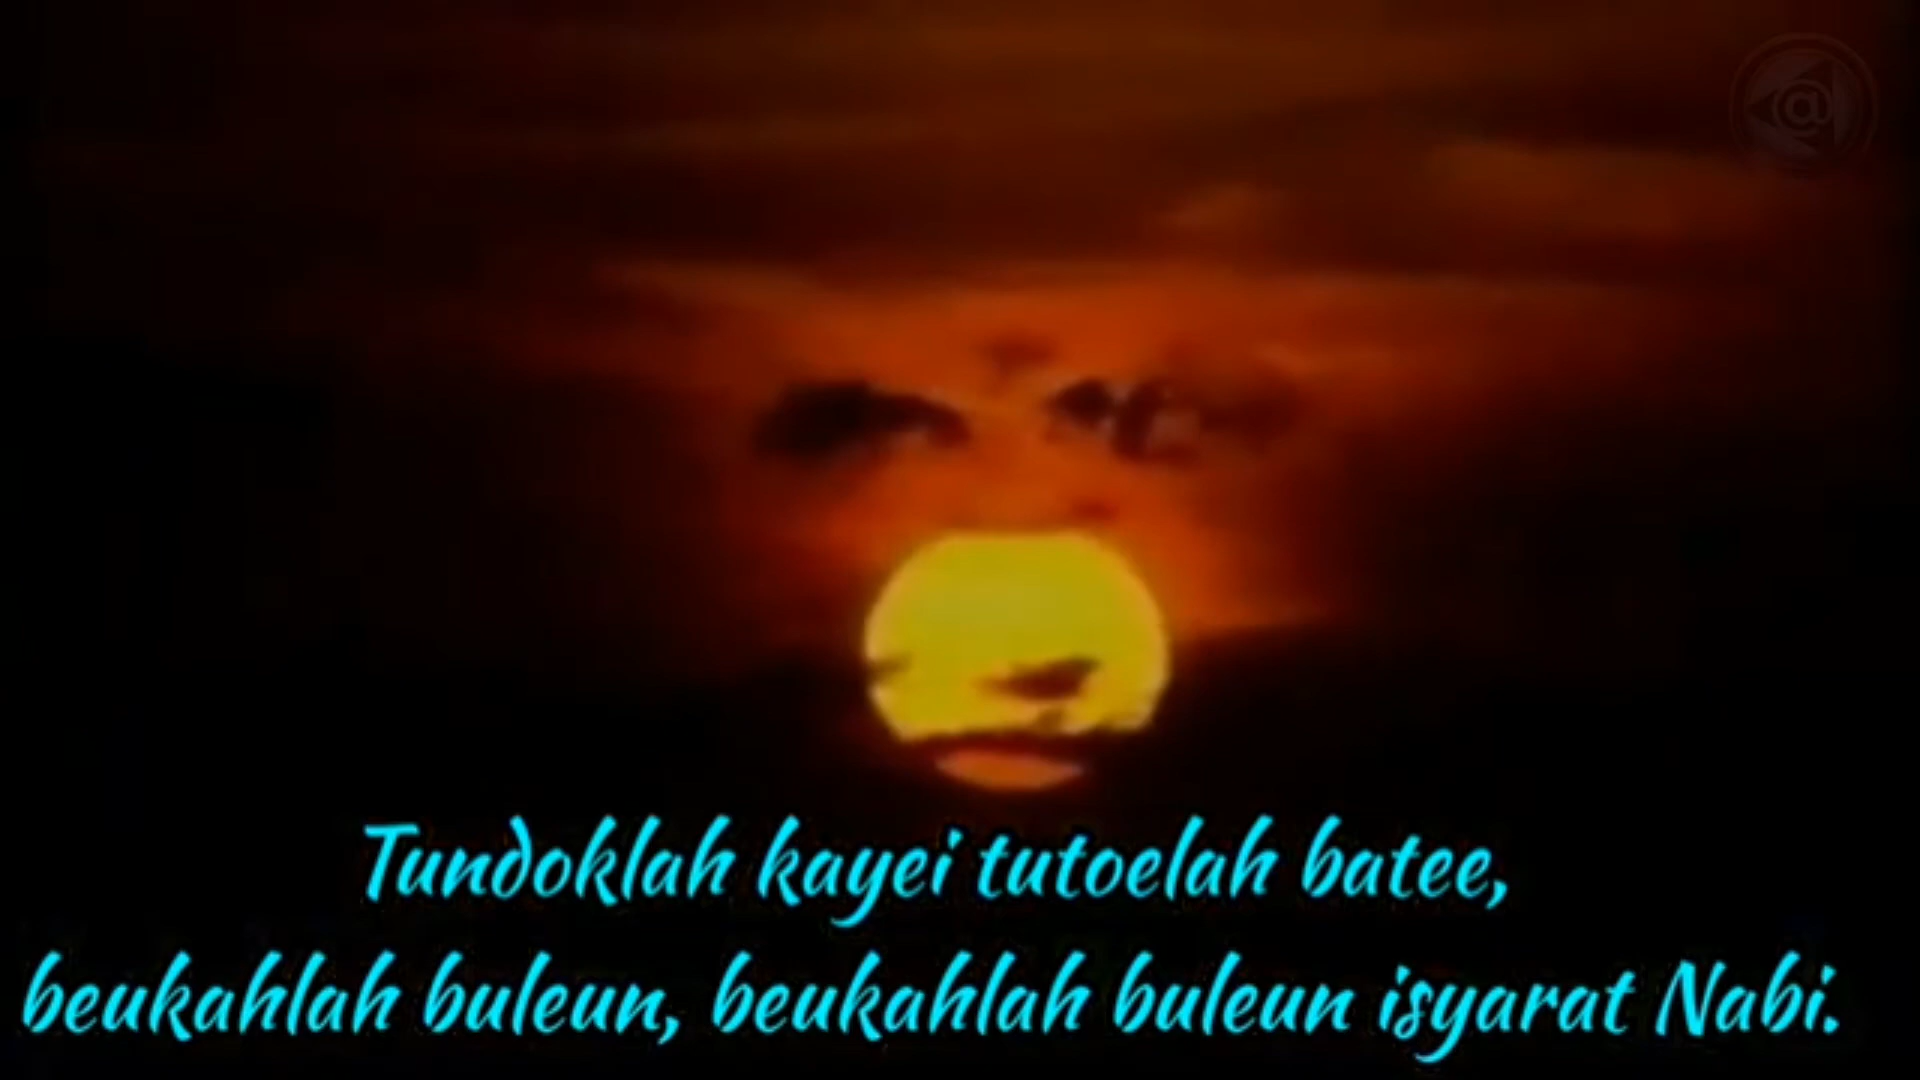 Tundoklah kayei tutoelah batee,
beukahlah buleun, beukahlah buleun isyarat Nabi.